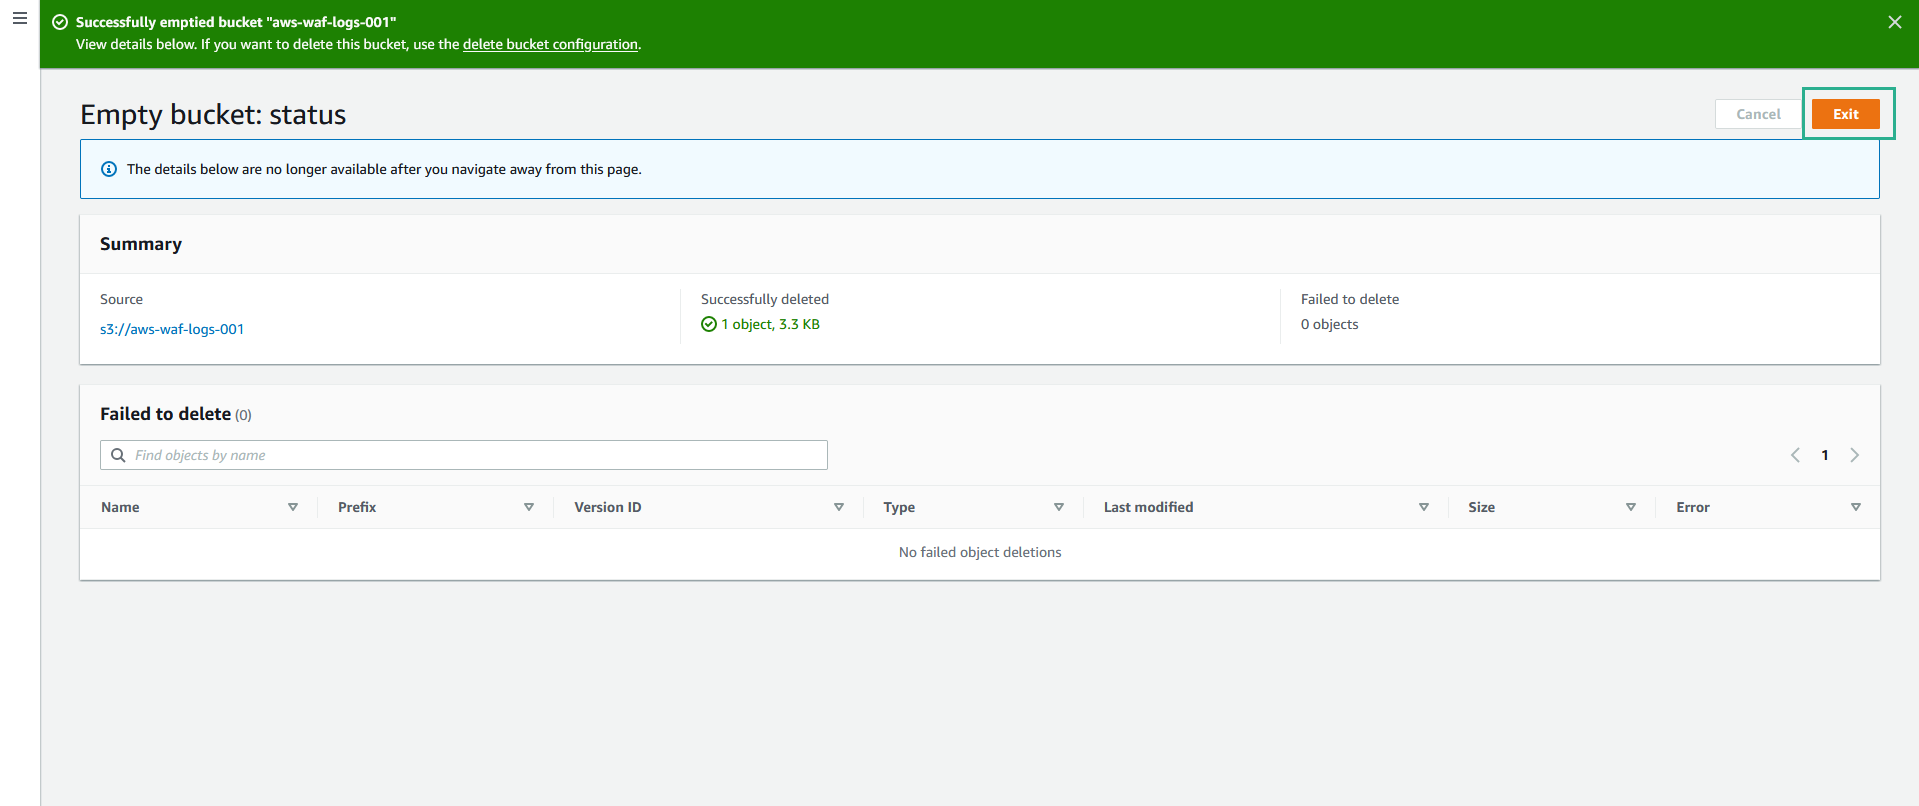 Successfully emptied bucket "aws-waf-logs-001"
View details below. If you want to delete this bucket, use the delete bucket configuration.
Empty bucket: status
Cancel
Exit
The details below are no longer available after you navigate away from this page.
Summary
Source
s3://aws-waf-logs-001
Successfully deleted
1 object, 3.3 KB
Failed to delete
0 objects
Failed to delete (0)
Find objects by name
1
Name Prefix Version ID Type Last modified Size Error
No failed object deletions